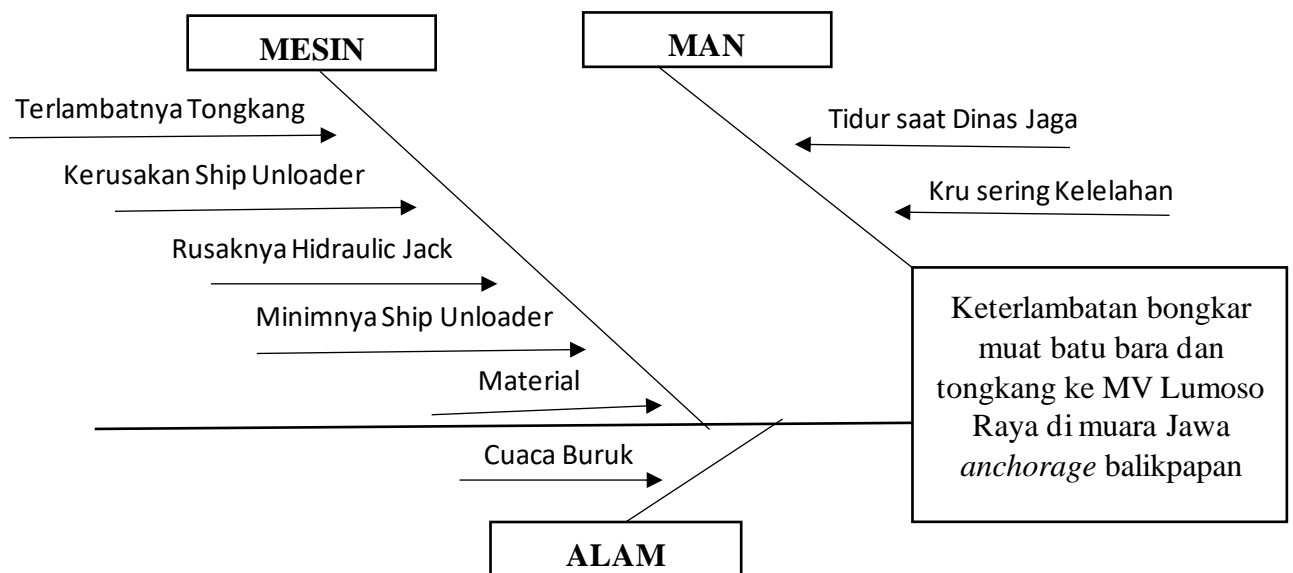 MESIN
MAN
Terlambatnya Tongkang
Tidur saat Dinas Jaga
Kerusakan Ship Unloader
Kru sering Kelelahan
Rusaknya Hidraulic Jack
Minimnya Ship Unloader
Material
Keterlambatan bongkar
muat batu bara dan
tongkang ke MV Lumoso
Raya di muara Jawa
anchorage balikpapan
Cuaca Buruk
ALAM